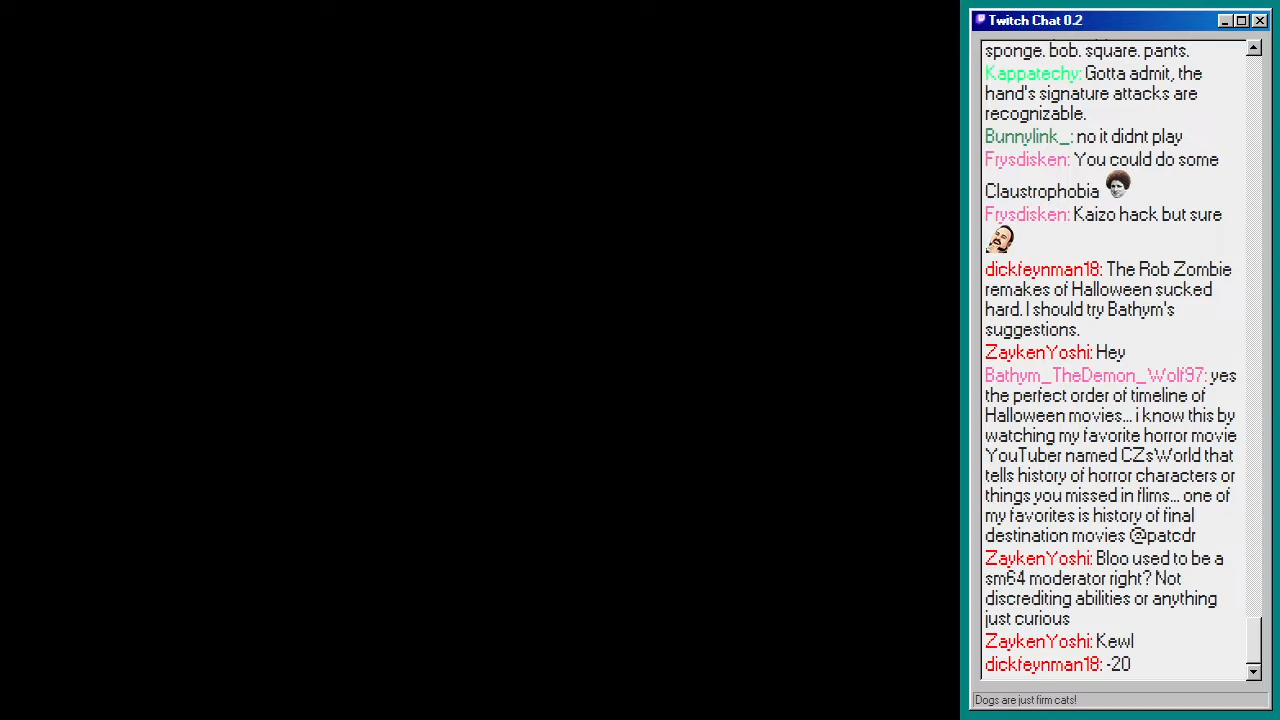 Twitch Chat 0.2
sponge. bob. square. pants.
Kappatechy: Gotta admit, the
hand's signature attacks are
recognizable.
Bunnylink_: no it didnt play
Frysdisken: You could do some
Claustrophobia
Frysdisken: Kaizo hack but sure
dickfeynman18: The Rob Zombie
remakes of Halloween sucked
hard. I should try Bathym's
suggestions.
ZaykenYoshi: Hey
Bathym_TheDemon_Wolf97: yes
the perfect order of timeline of
Halloween movies... i know this by
watching my favorite horror movie
YouTuber named CZsWorld that
tells history of horror characters or
things you missed in flims... one of
my favorites is history of final
destination movies @patcdr
ZaykenYoshi: Bloo used to be a
sm64 moderator right? Not
discrediting abilities or anything
just curious
ZaykenYoshi: Kewl
dickfeynman18: -20
Dogs are just firm cats!